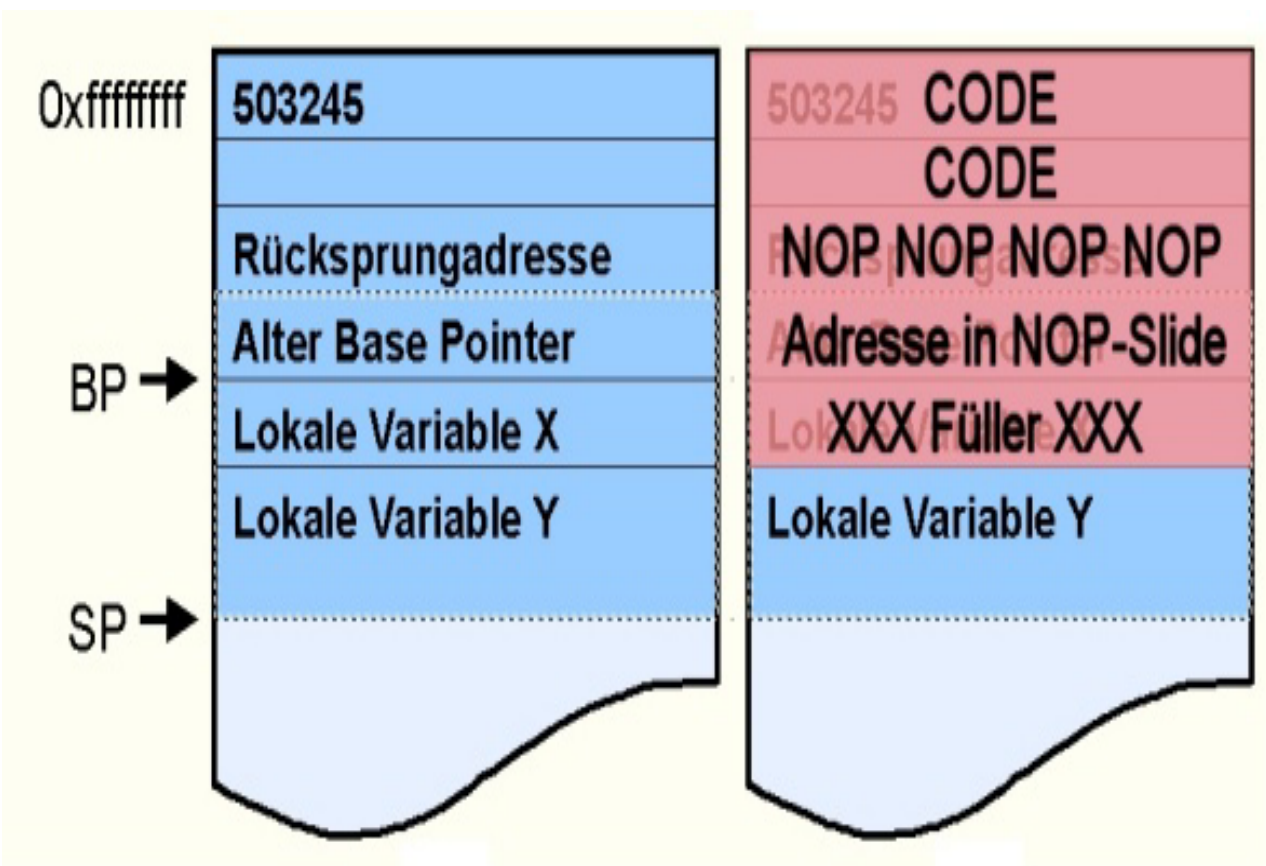 0xffffffff
503245
Rücksprungadresse
Alter Base Pointer
BP
Lokale Variable X
Lokale Variable Y
SP
503245 CODE
CODE
NOP NOP NOP NOP
Adresse in NOP-Slide
XXX Füller XXX
Lokale Variable Y